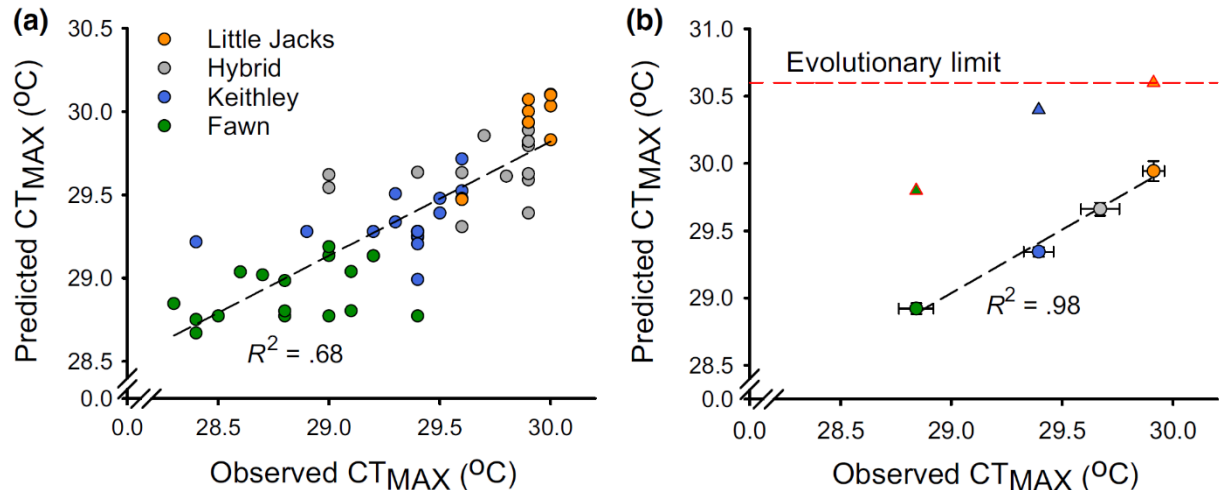 (a)
Predicted CTMAX (oC)
30.5
30.0
29.5
29.0
28.5
0.0
Little Jacks
Hybrid
Keithley
Fawn
R2 = .68
0.0
28.5
29.0
29.5
30.0
Observed CTMAX (oC)
(b)
Predicted CTMAX (oC)
31.0
30.5
30.0
29.5
29.0
28.5
0.0
Evolutionary limit
R2 = .98
0.0
28.5
29.0
29.5
30.0
Observed CTMAX (oC)